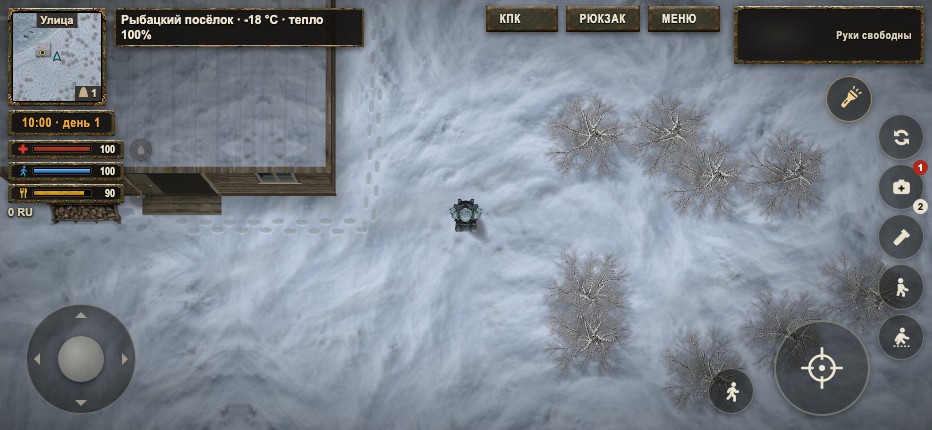 Улица
Рыбацкий посёлок · -18 °C · тепло
100%
КПК
РЮКЗАК
МЕНЮ
Руки свободны
1
10:00 · день 1
100
100
90
0 RU
1
2